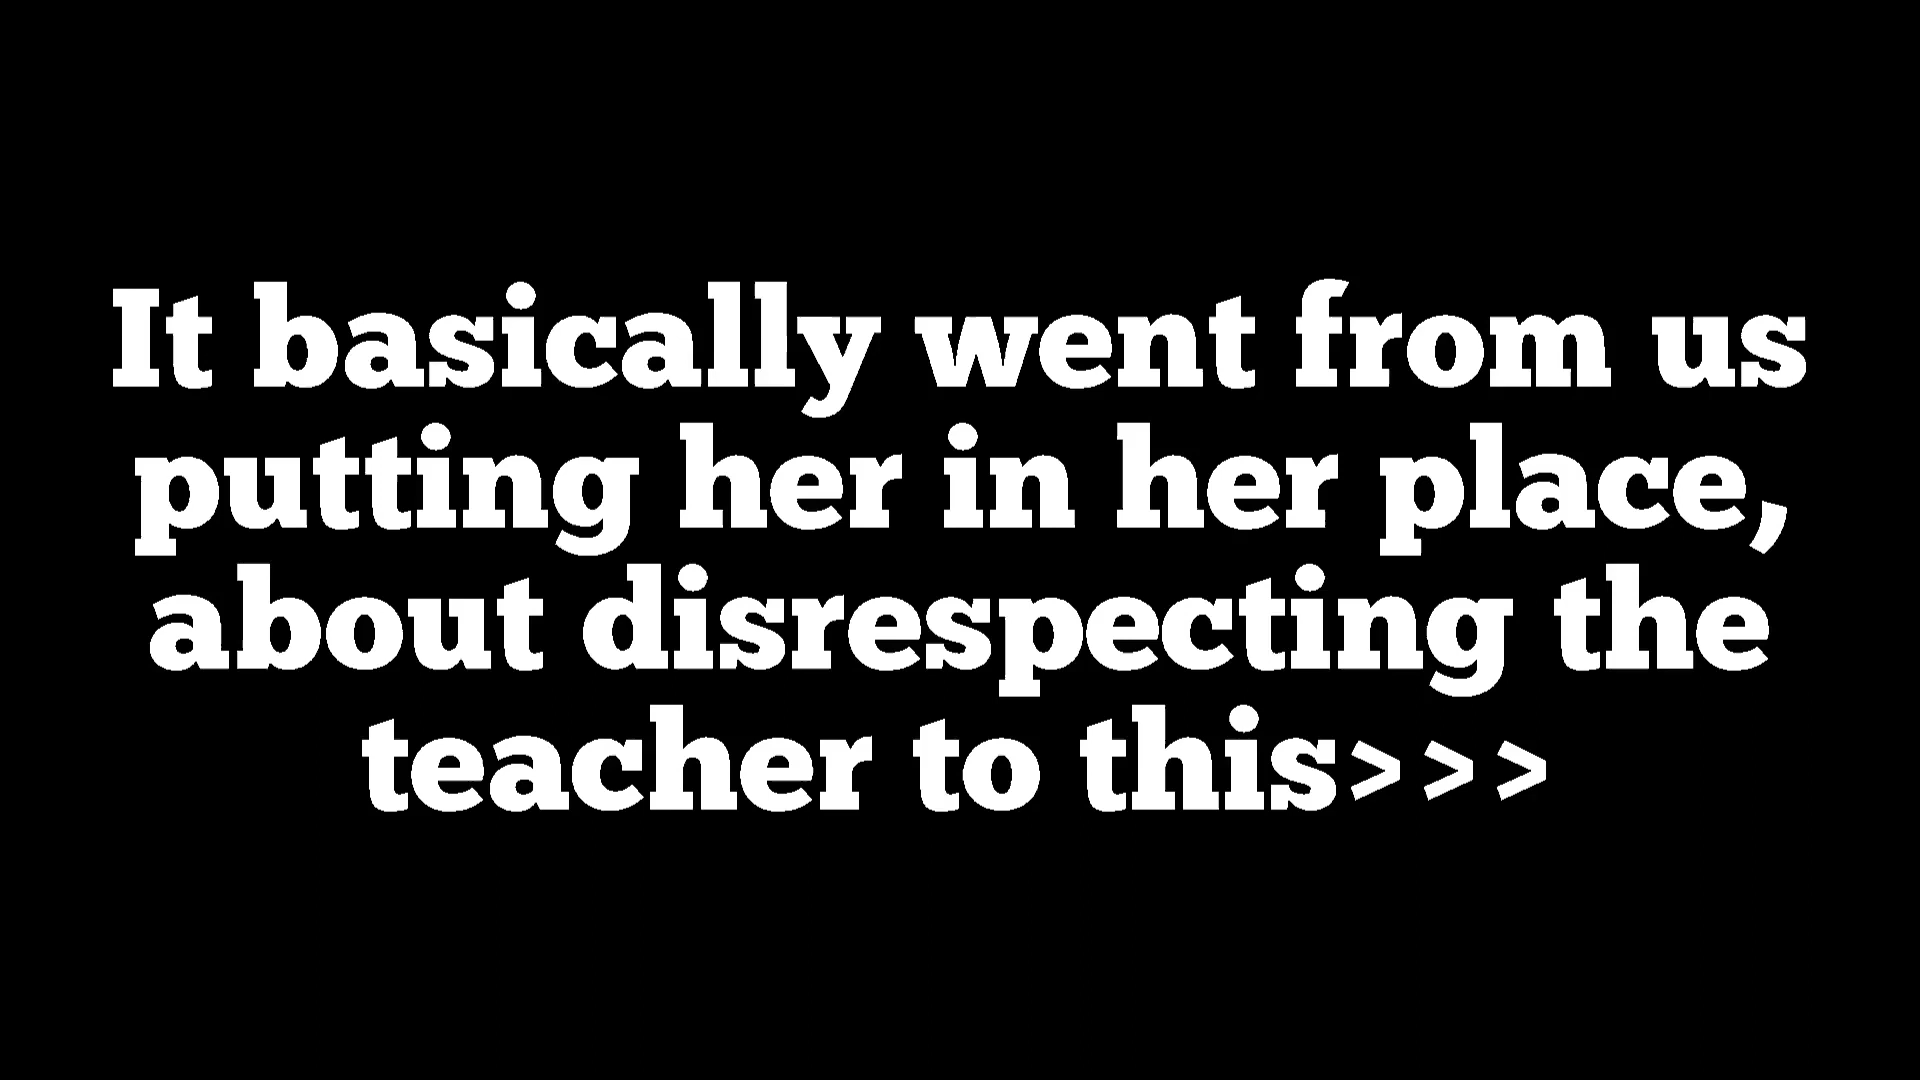 It basically went from us
putting her in her place,
about disrespecting the
teacher to this>>>